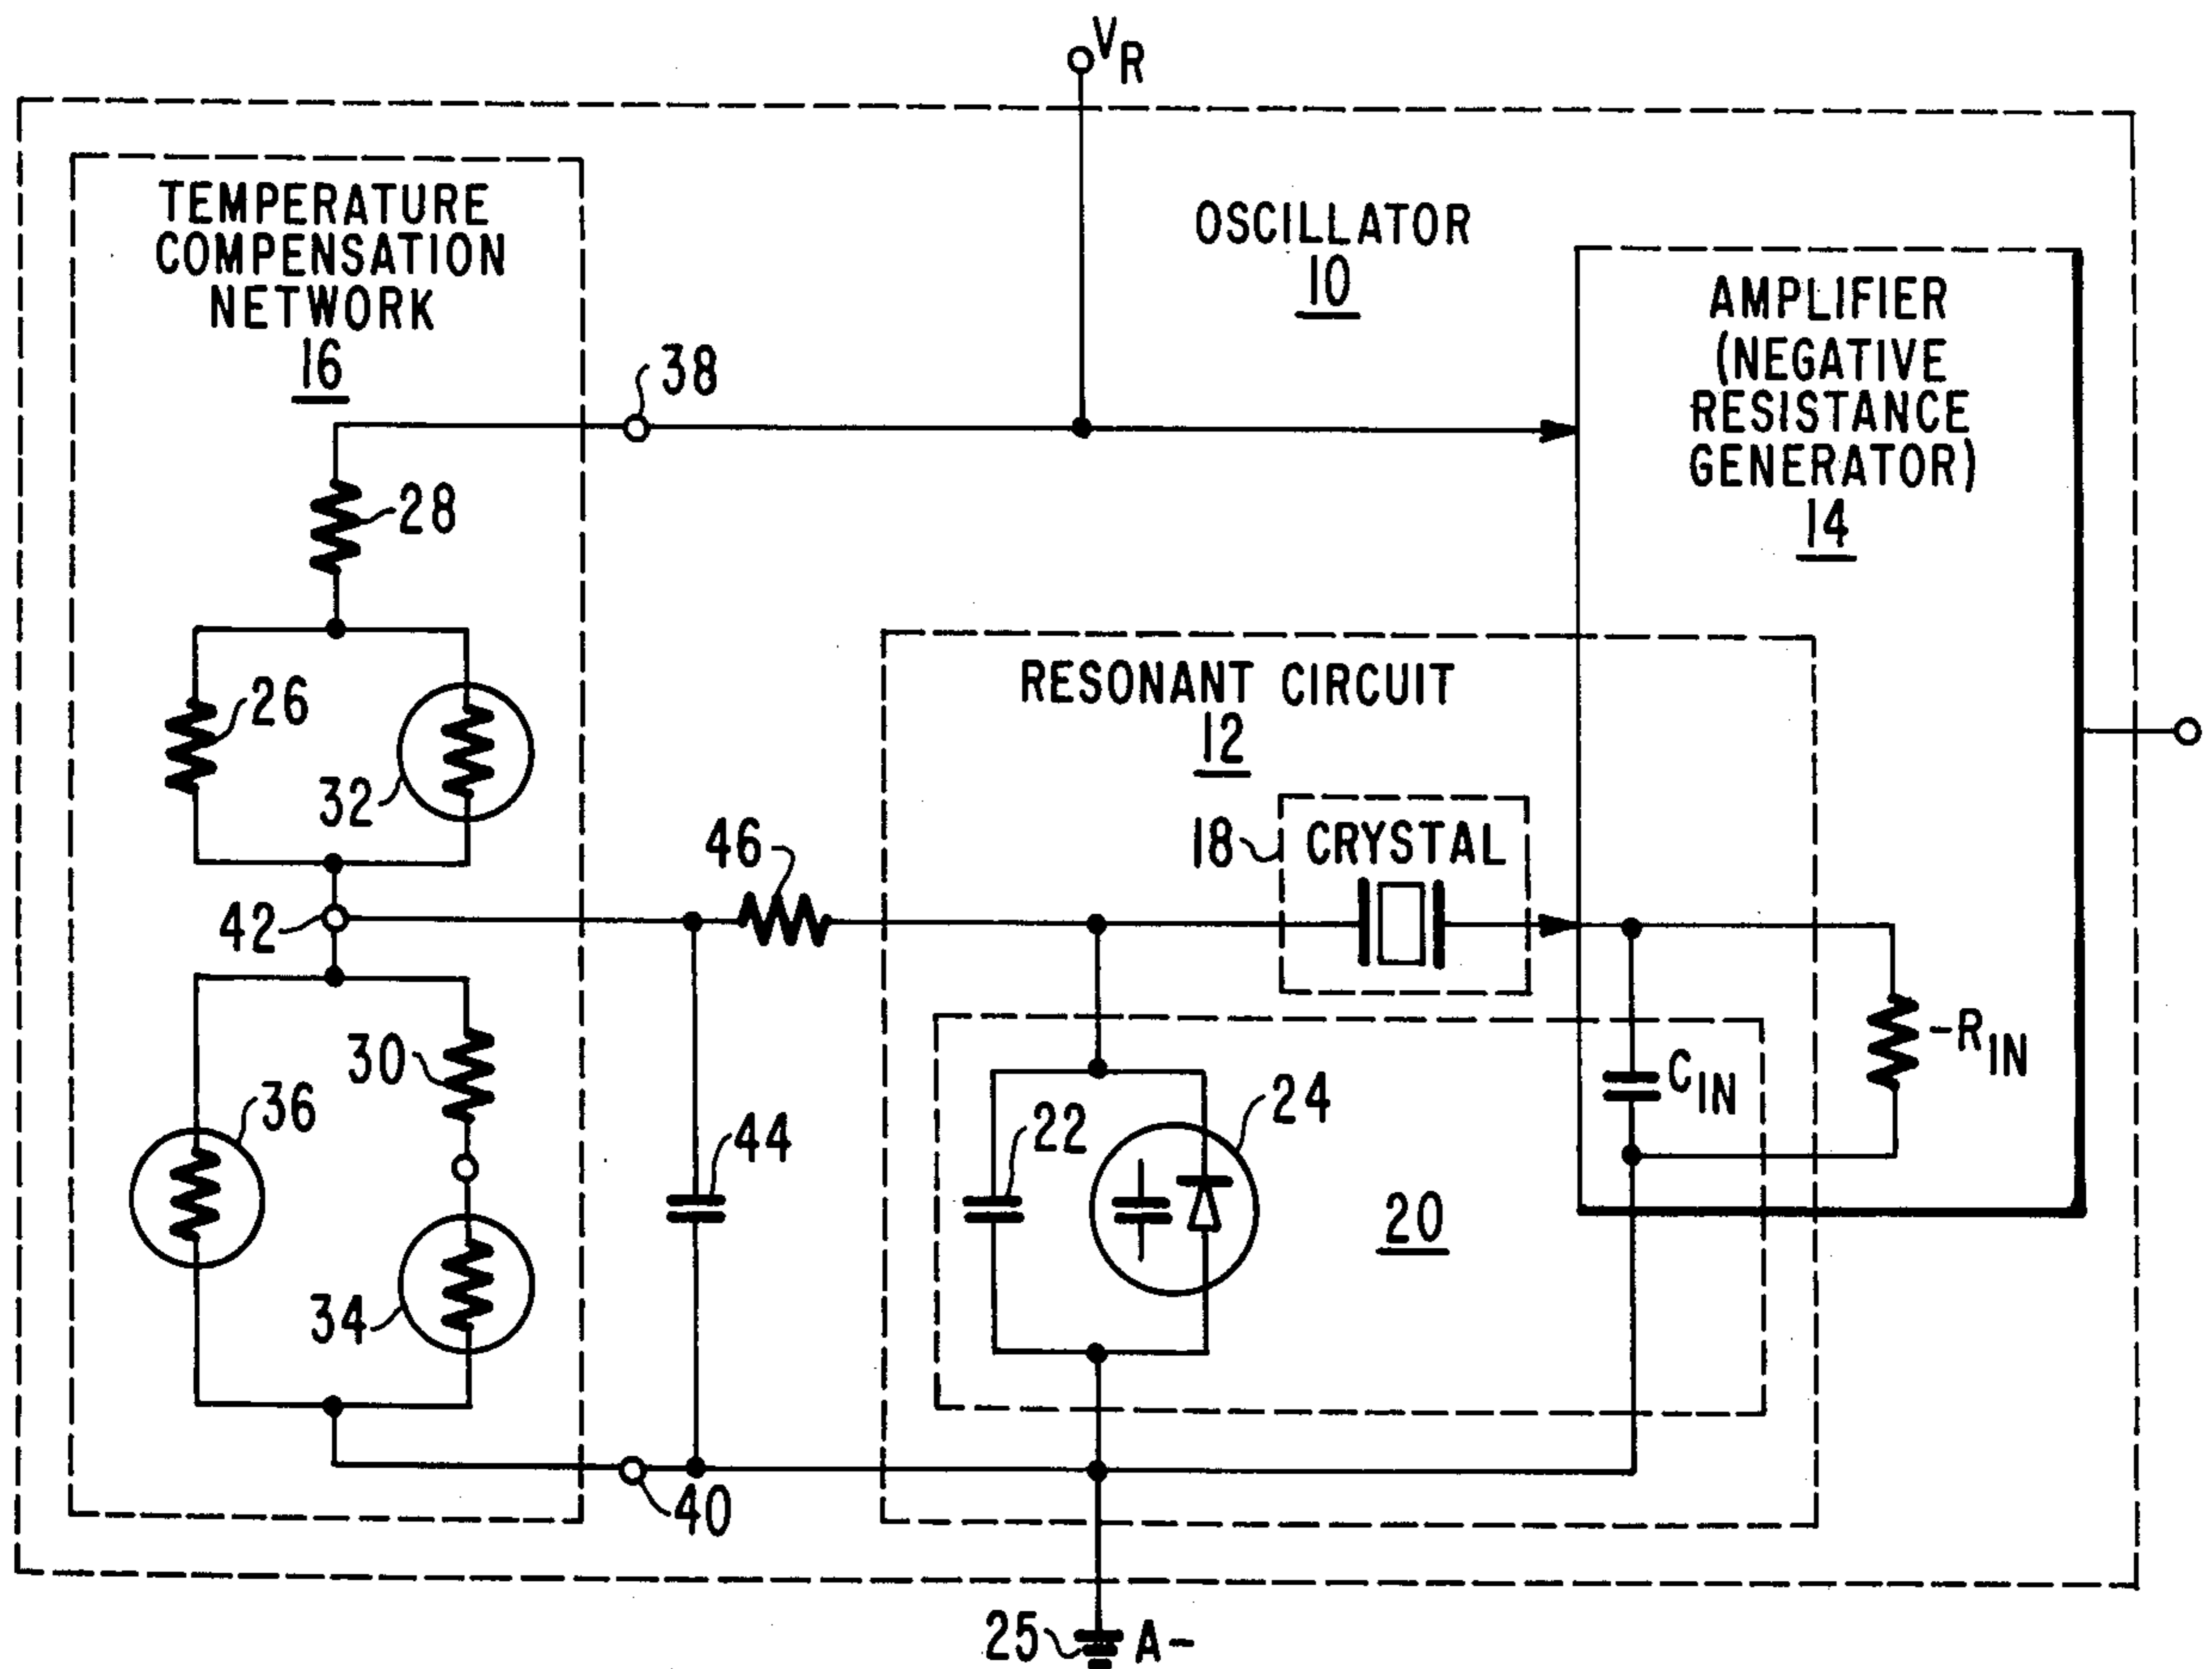 VR
TEMPERATURE
COMPENSATION
NETWORK
16
OSCILLATOR
10
AMPLIFIER
(NEGATIVE
RESISTANCE
GENERATOR)
14
38
28
26
32
RESONANT CIRCUIT
12
18
CRYSTAL
46
42
30
36
34
44
22
24
20
CIN
-RIN
40
25
A-